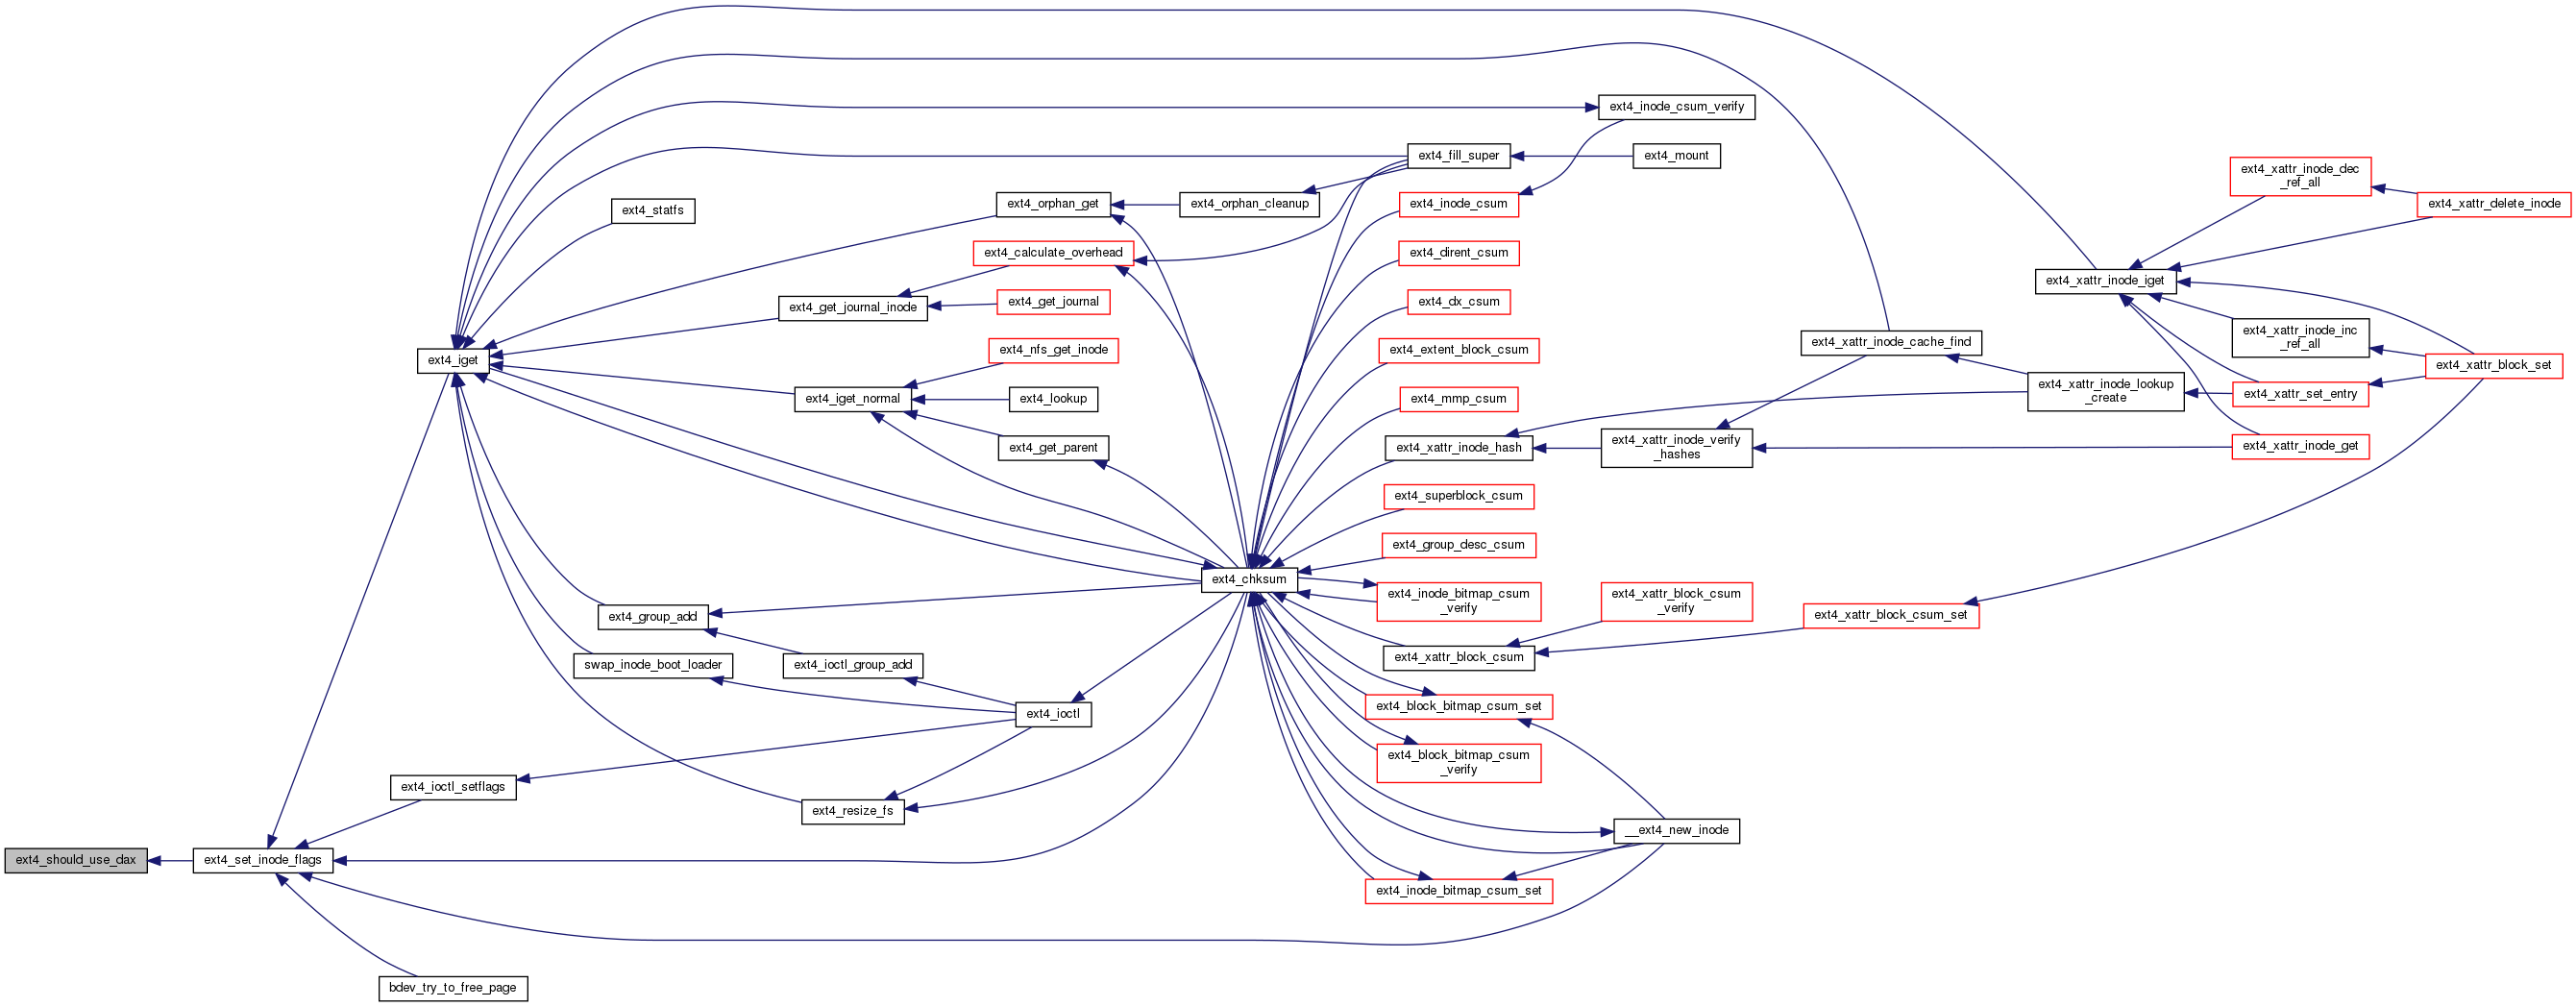 ext4_should_use_dax
ext4_set_inode_flags
ext4_iget
ext4_ioctl_setflags
bdev_try_to_free_page
ext4_statfs
ext4_group_add
swap_inode_boot_loader
ext4_get_journal_inode
ext4_iget_normal
ext4_ioctl_group_add
ext4_resize_fs
ext4_orphan_get
ext4_calculate_overhead
ext4_get_journal
ext4_nfs_get_inode
ext4_lookup
ext4_get_parent
ext4_ioctl
ext4_orphan_cleanup
ext4_chksum
ext4_fill_super
ext4_inode_csum
ext4_dirent_csum
ext4_dx_csum
ext4_extent_block_csum
ext4_mmp_csum
ext4_xattr_inode_hash
ext4_superblock_csum
ext4_group_desc_csum
ext4_inode_bitmap_csum
_verify
ext4_xattr_block_csum
ext4_block_bitmap_csum_set
ext4_block_bitmap_csum
_verify
ext4_inode_bitmap_csum_set
ext4_inode_csum_verify
ext4_mount
ext4_xattr_inode_verify
_hashes
ext4_xattr_block_csum
_verify
__ext4_new_inode
ext4_xattr_inode_cache_find
ext4_xattr_block_csum_set
ext4_xattr_inode_iget
ext4_xattr_inode_lookup
_create
ext4_xattr_inode_dec
_ref_all
ext4_xattr_inode_inc
_ref_all
ext4_xattr_set_entry
ext4_xattr_inode_get
ext4_xattr_delete_inode
ext4_xattr_block_set